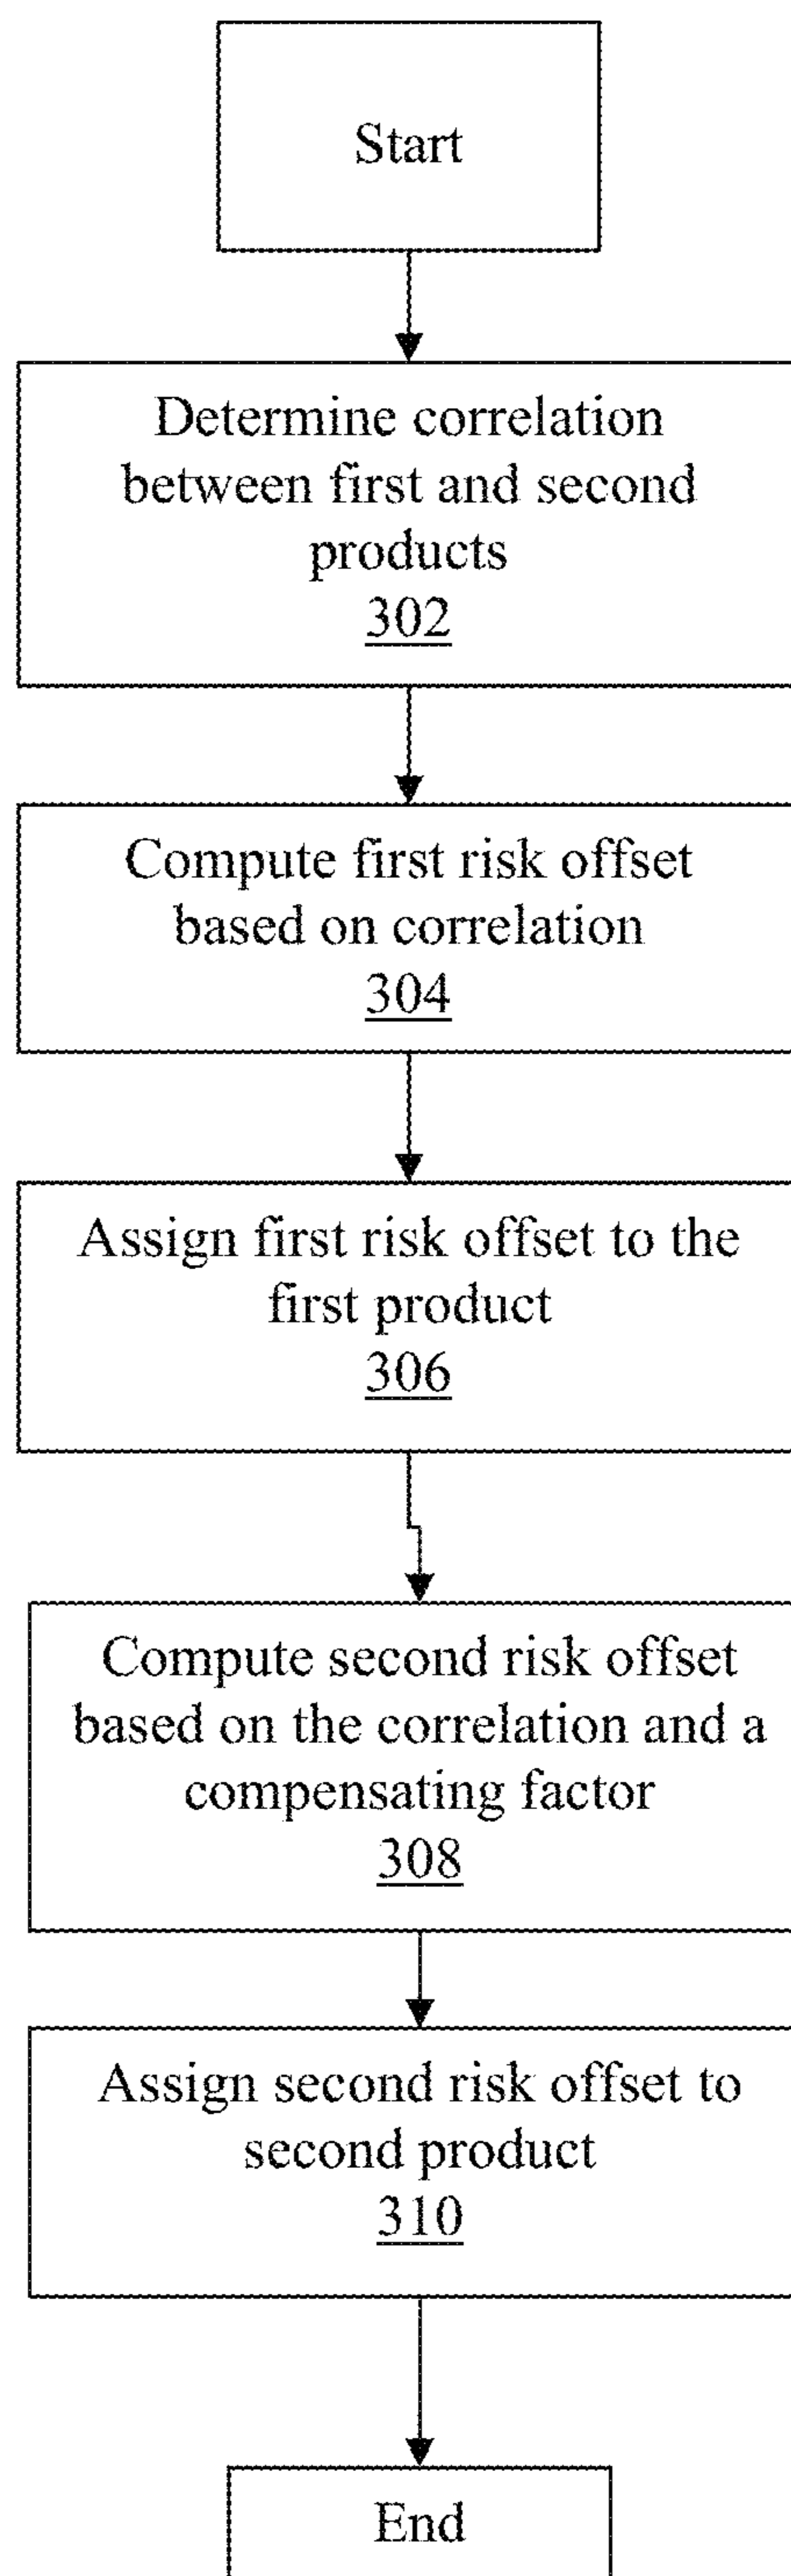 Start
Determine correlation
between first and second
products
302
Compute first risk offset
based on correlation
304
Assign first risk offset to the
first product
306
Compute second risk offset
based on the correlation and a
compensating factor
308
Assign second risk offset to
second product
310
End